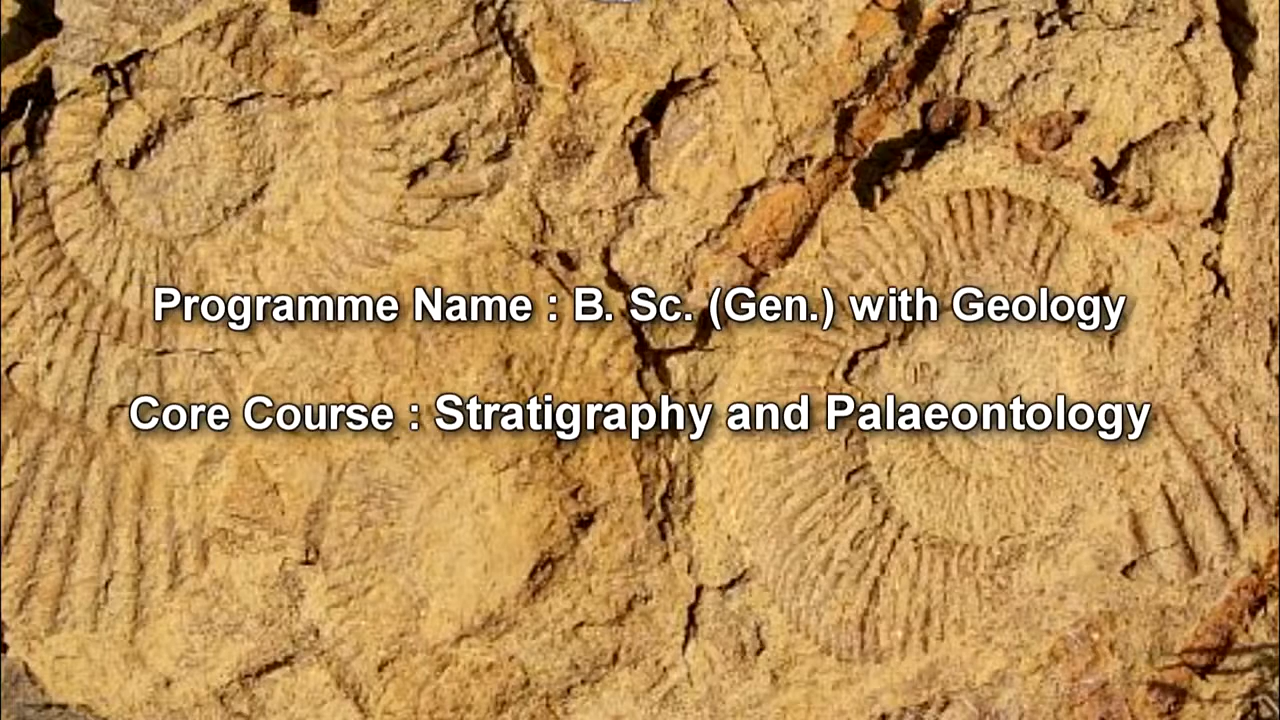 Programme Name : B. Sc. (Gen.) with Geology
Core Course : Stratigraphy and Palaeontology